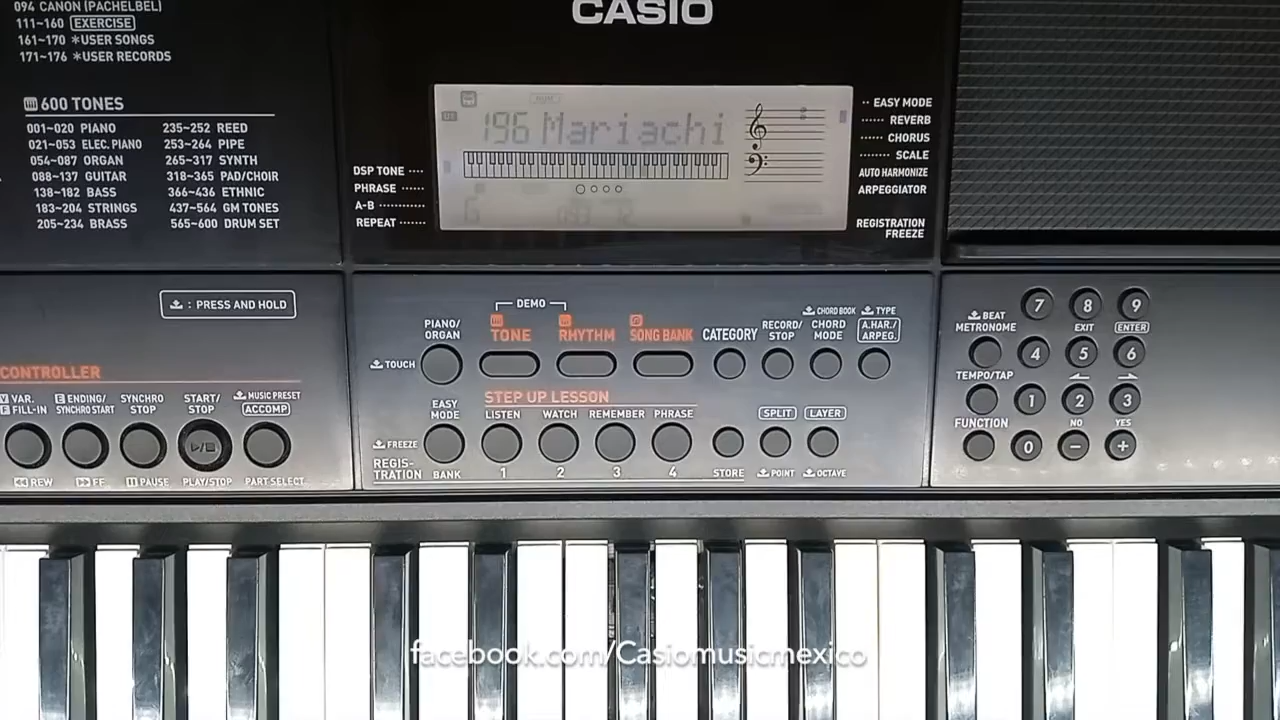 094 CANON (PACHELBEL)
111~160 EXERCISE
161~170 *USER SONGS
171~176 *USER RECORDS
600 TONES
001~020 PIANO
021~053 ELEC. PIANO
054~087 ORGAN
088~137 GUITAR
138~182 BASS
183~204 STRINGS
205~234 BRASS
235~252 REED
253~264 PIPE
265~317 SYNTH
318~365 PAD/CHOIR
366~436 ETHNIC
437~564 GM TONES
565~600 DRUM SET
CASIO
196 Mariachi
DSP TONE
PHRASE
A-B
REPEAT
EASY MODE
REVERB
CHORUS
SCALE
AUTO HARMONIZE
ARPEGGIATOR
REGISTRATION
FREEZE
: PRESS AND HOLD
CONTROLLER
V VAR.
F FILL-IN
E ENDING/
SYNCHRO START
SYNCHRO
STOP
START/
STOP
MUSIC PRESET
ACCOMP
REW
FF
PAUSE
PLAY/STOP
PART SELECT
DEMO
PIANO/
ORGAN
TONE
RHYTHM
SONG BANK
CATEGORY
RECORD/
STOP
CHORD BOOK
CHORD
MODE
TYPE
A.HAR./
ARPEG.
TOUCH
STEP UP LESSON
EASY
MODE
LISTEN
WATCH
REMEMBER
PHRASE
SPLIT
LAYER
FREEZE
REGIS-
TRATION
BANK
1
2
3
4
STORE
POINT
OCTAVE
BEAT
METRONOME
TEMPO/TAP
FUNCTION
7
8
9
EXIT
ENTER
4
5
6
1
2
3
NO
YES
0
−
+
facebook.com/Casiomusicmexico